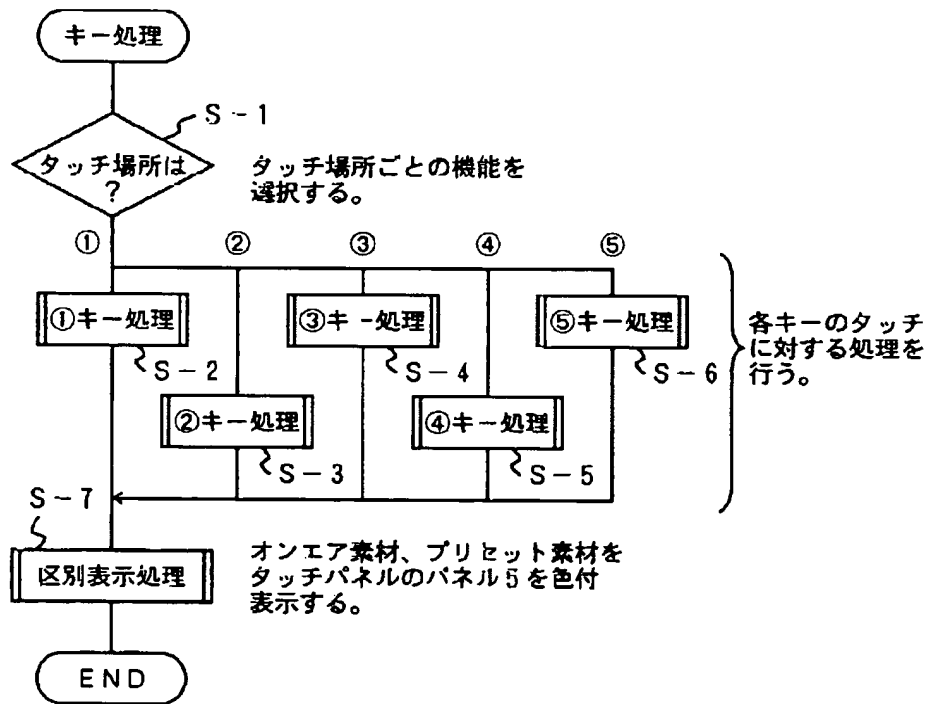 キー処理
S-1
タッチ場所は
?
タッチ場所ごとの機能を
選択する。
① ② ③ ④ ⑤
①キー処理
③キー処理
⑤キー処理
S-2
S-4
S-6
②キー処理
④キー処理
S-3
S-5
各キーのタッチ
に対する処理を
行う。
S-7
区別表示処理
オンエア素材、プリセット素材を
タッチパネルのパネル5を色付
表示する。
END